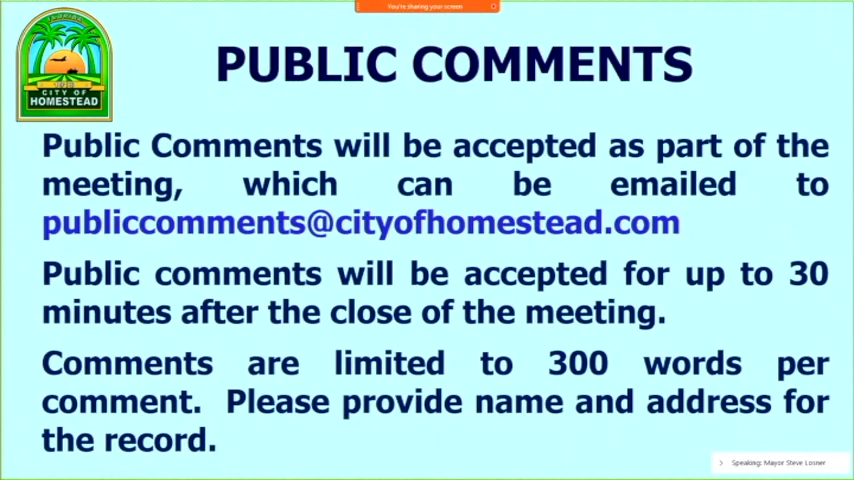 You're sharing your screen
FLORIDA
CITY OF
HOMESTEAD
PUBLIC COMMENTS
Public Comments will be accepted as part of the
meeting, which can be emailed to
publiccomments@cityofhomestead.com
Public comments will be accepted for up to 30
minutes after the close of the meeting.
Comments are limited to 300 words per
comment. Please provide name and address for
the record.
Speaking: Mayor Steve Losner